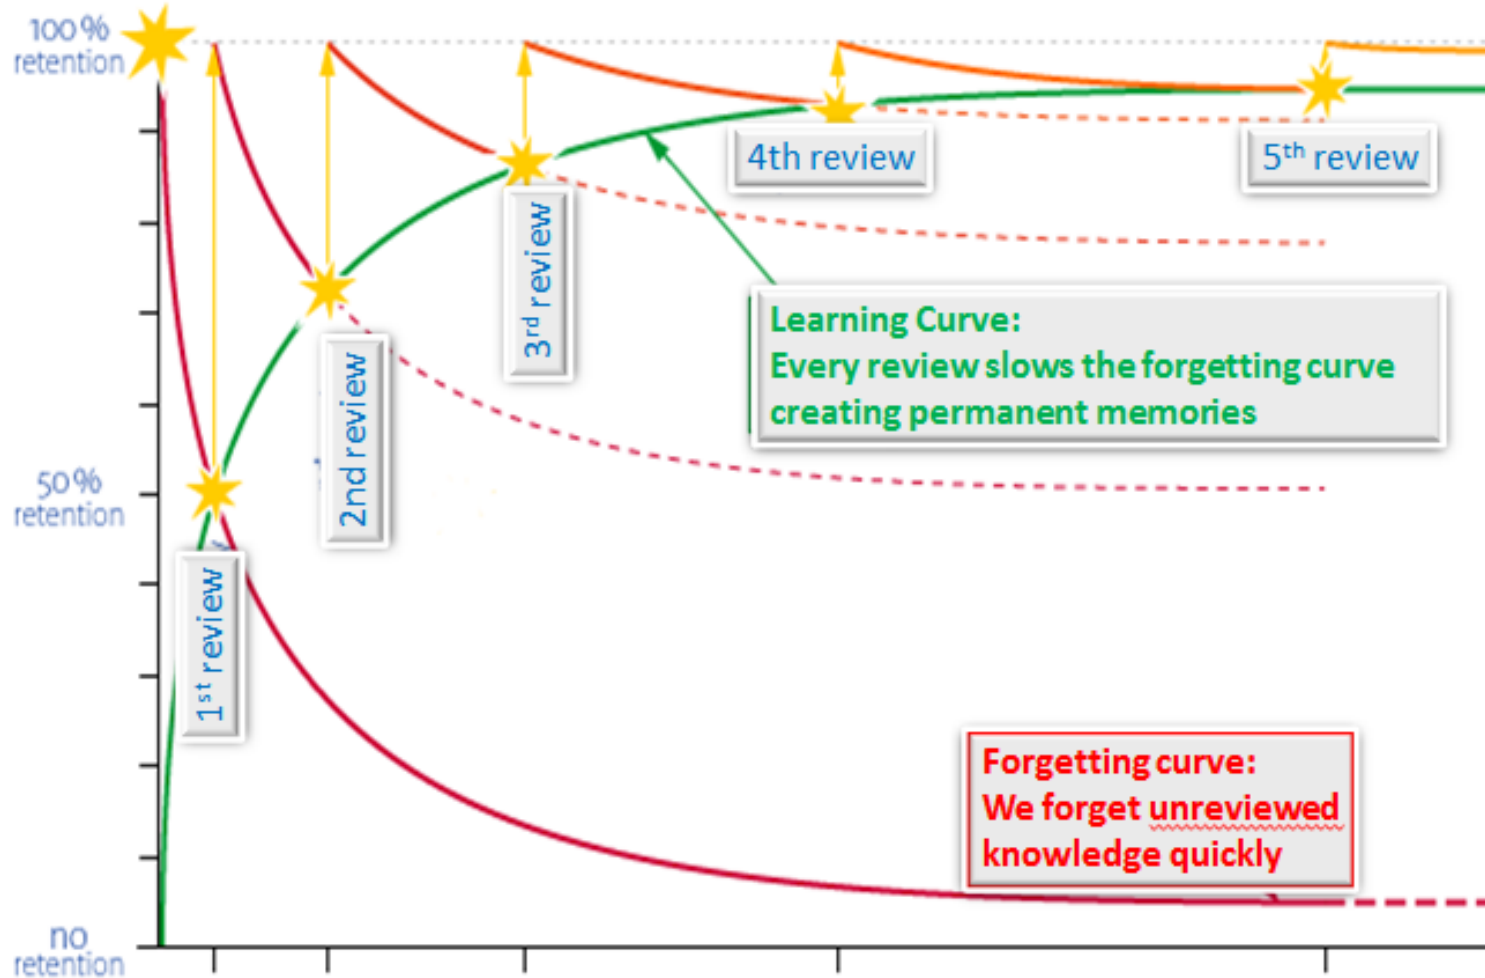 100%
retention
4th review
5th review
3rd review
Learning Curve:
Every review slows the forgetting curve
creating permanent memories
2nd review
50%
retention
1st review
Forgetting curve:
We forget unreviewed
knowledge quickly
no
retention